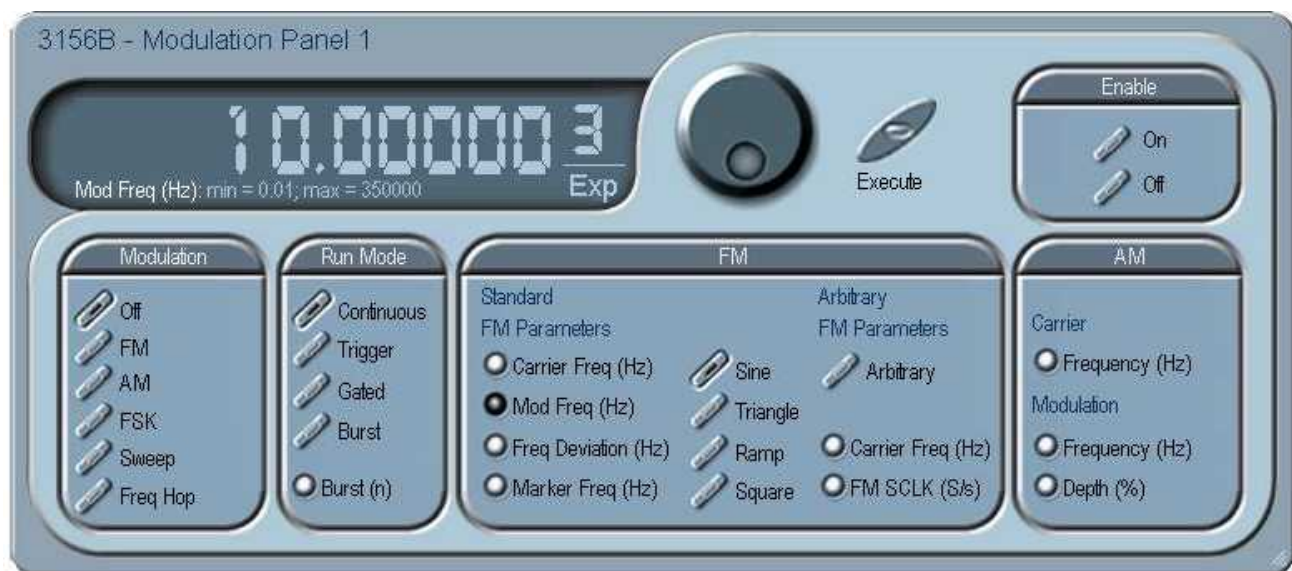 3156B - Modulation Panel 1
10.00000 3
Exp
Mod Freq (Hz): min = 0.01; max = 350000
Execute
Enable
On
Off
Modulation
Off
FM
AM
FSK
Sweep
Freq Hop
Run Mode
Continuous
Trigger
Gated
Burst
Burst (n)
FM
Standard
FM Parameters
Carrier Freq (Hz)
Mod Freq (Hz)
Freq Deviation (Hz)
Marker Freq (Hz)
Sine
Triangle
Ramp
Square
Arbitrary
FM Parameters
Arbitrary
Carrier Freq (Hz)
FM SCLK (S/s)
AM
Carrier
Frequency (Hz)
Modulation
Frequency (Hz)
Depth (%)